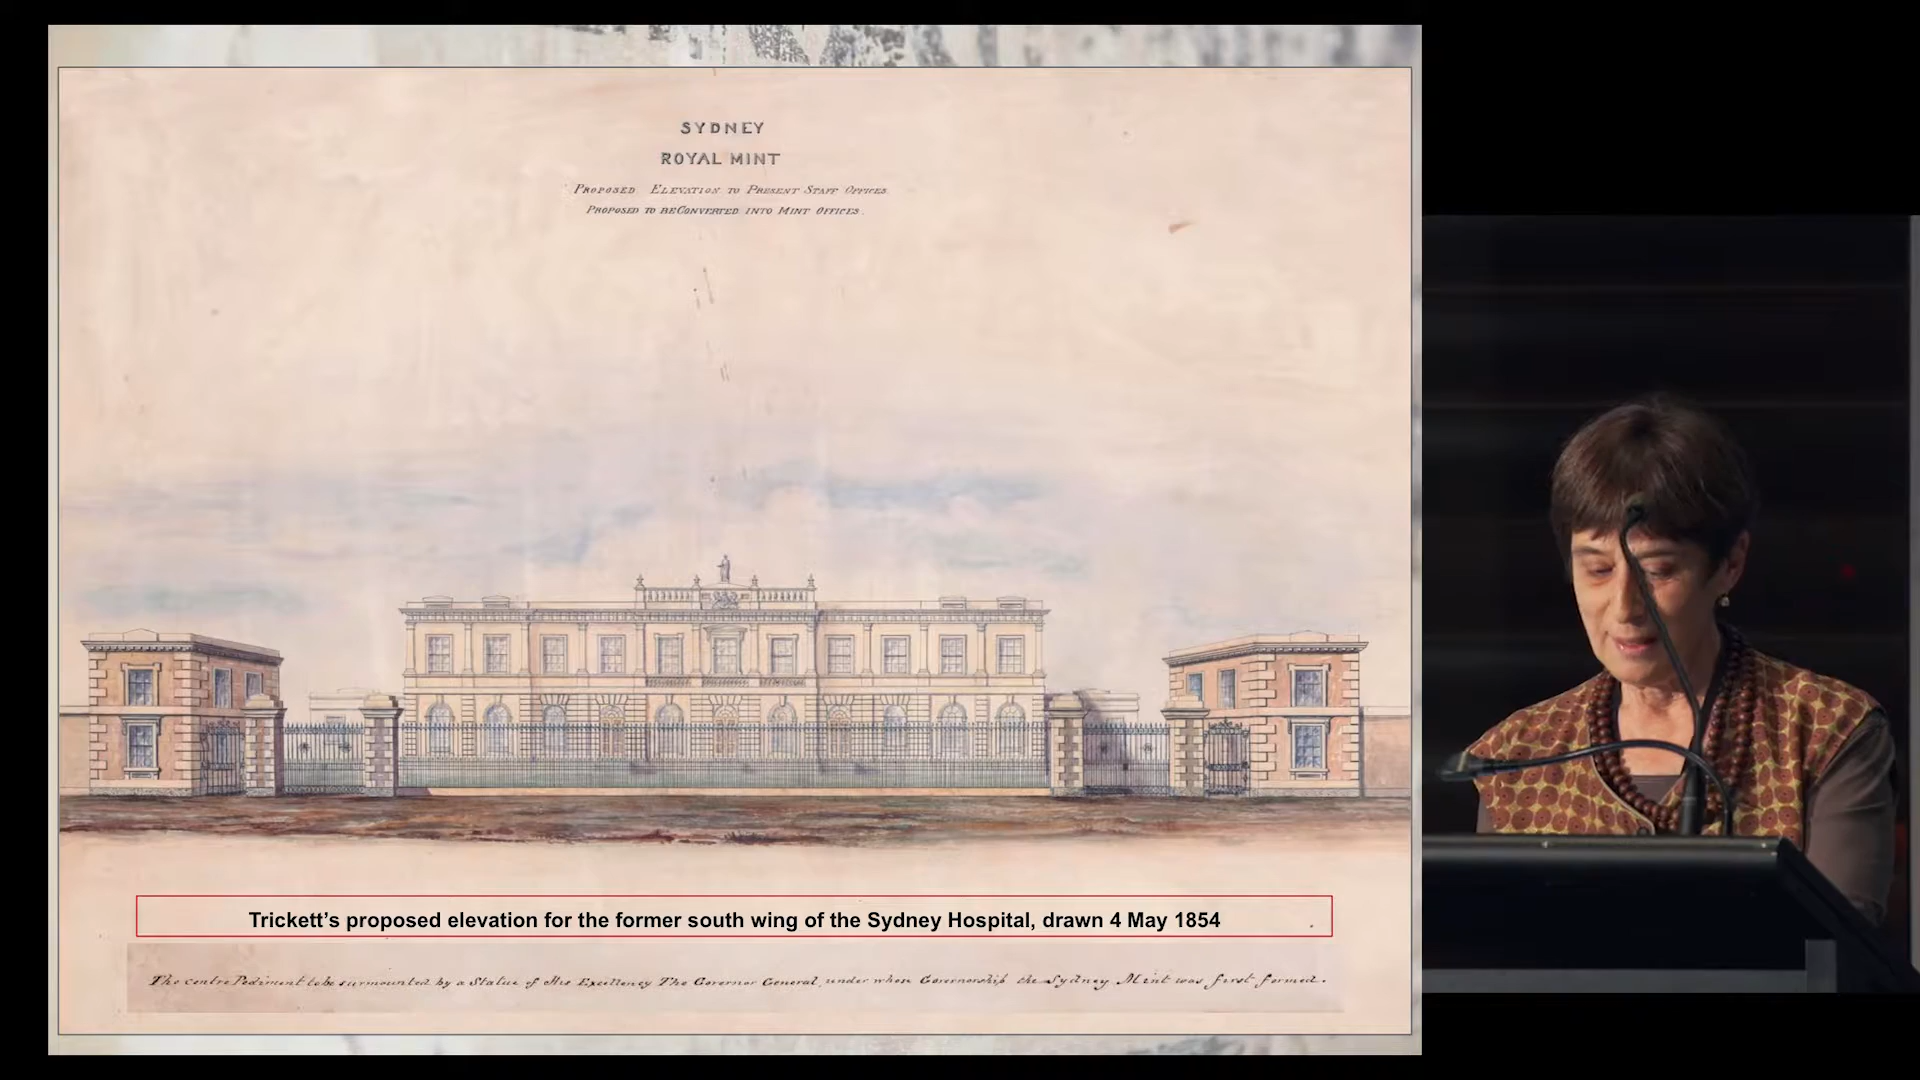 SYDNEY
ROYAL MINT
PROPOSED ELEVATION TO PRESENT STAFF OFFICES.
PROPOSED TO BE CONVERTED INTO MINT OFFICES.
Trickett’s proposed elevation for the former south wing of the Sydney Hospital, drawn 4 May 1854
The centre Pediment to be surmounted by a Statue of His Excellency The Governor General, under whose Governorship the Sydney Mint was first formed.